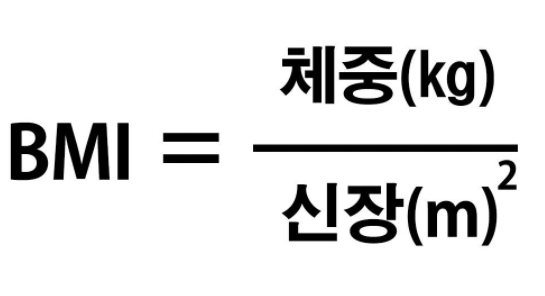 BMI = 체중(kg)
신장(m)²